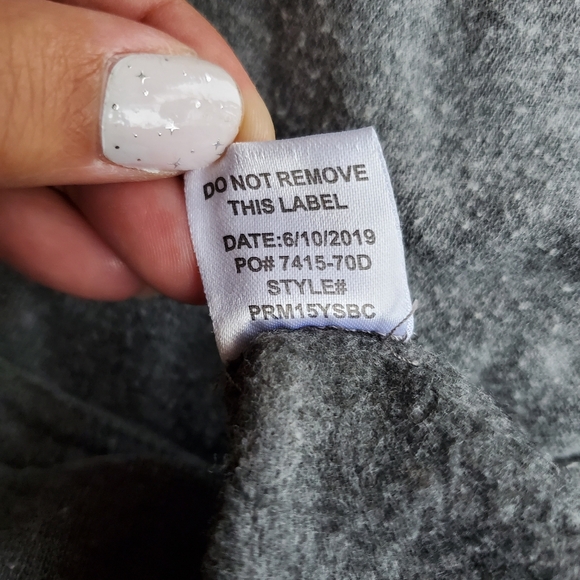 DO NOT REMOVE
THIS LABEL
DATE:6/10/2019
PO# 7415-70D
STYLE#
PRM15YSBC